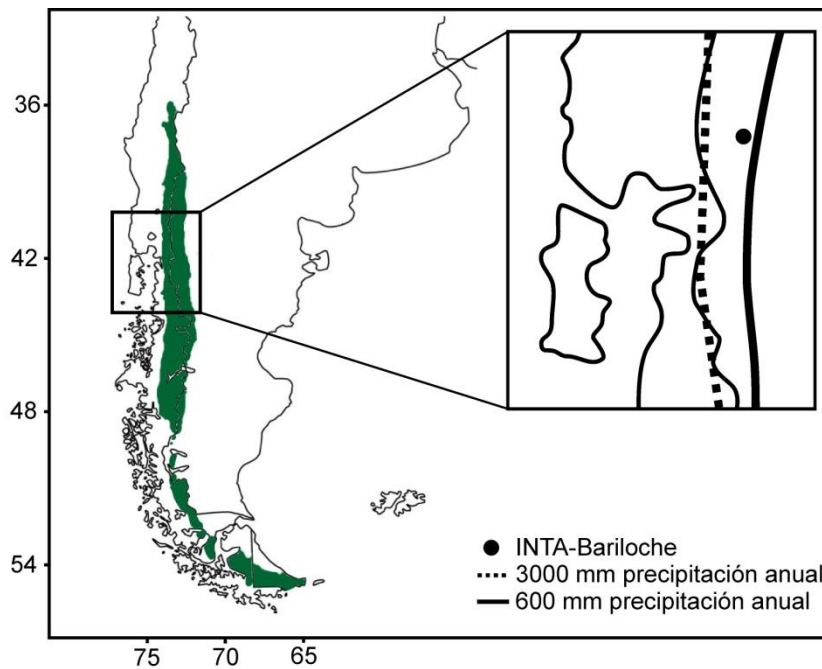 36
42
48
54
75
70
65
INTA-Bariloche
3000 mm precipitación anual
600 mm precipitación anual